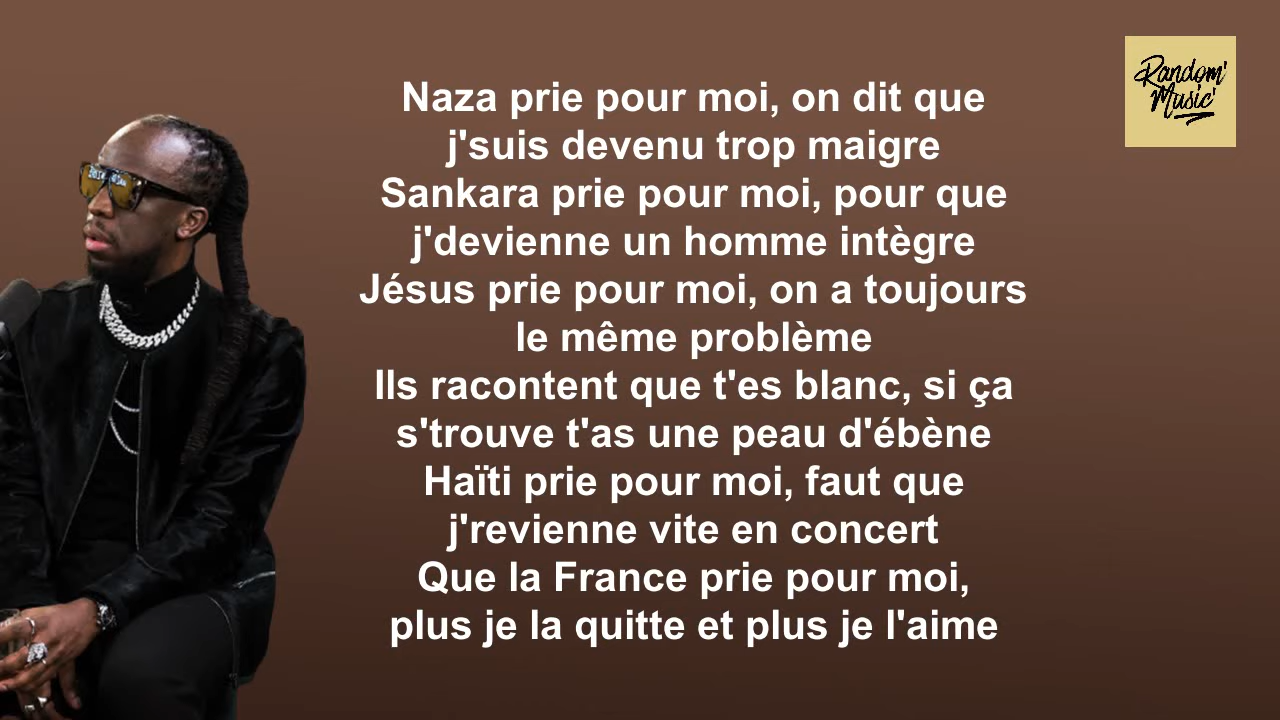 Naza prie pour moi, on dit que
j'suis devenu trop maigre
Sankara prie pour moi, pour que
j'devienne un homme intègre
Jésus prie pour moi, on a toujours
le même problème
Ils racontent que t'es blanc, si ça
s'trouve t'as une peau d'ébène
Haïti prie pour moi, faut que
j'revienne vite en concert
Que la France prie pour moi,
plus je la quitte et plus je l'aime
Random'
Music'